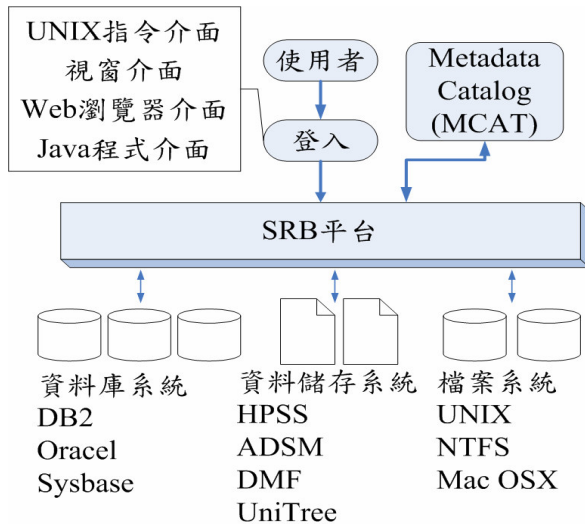 UNIX指令介面
視窗介面
Web瀏覽器介面
Java程式介面
使用者
登入
Metadata
Catalog
(MCAT)
SRB平台
資料庫系統
DB2
Oracel
Sysbase
資料儲存系統
HPSS
ADSM
DMF
UniTree
檔案系統
UNIX
NTFS
Mac OSX